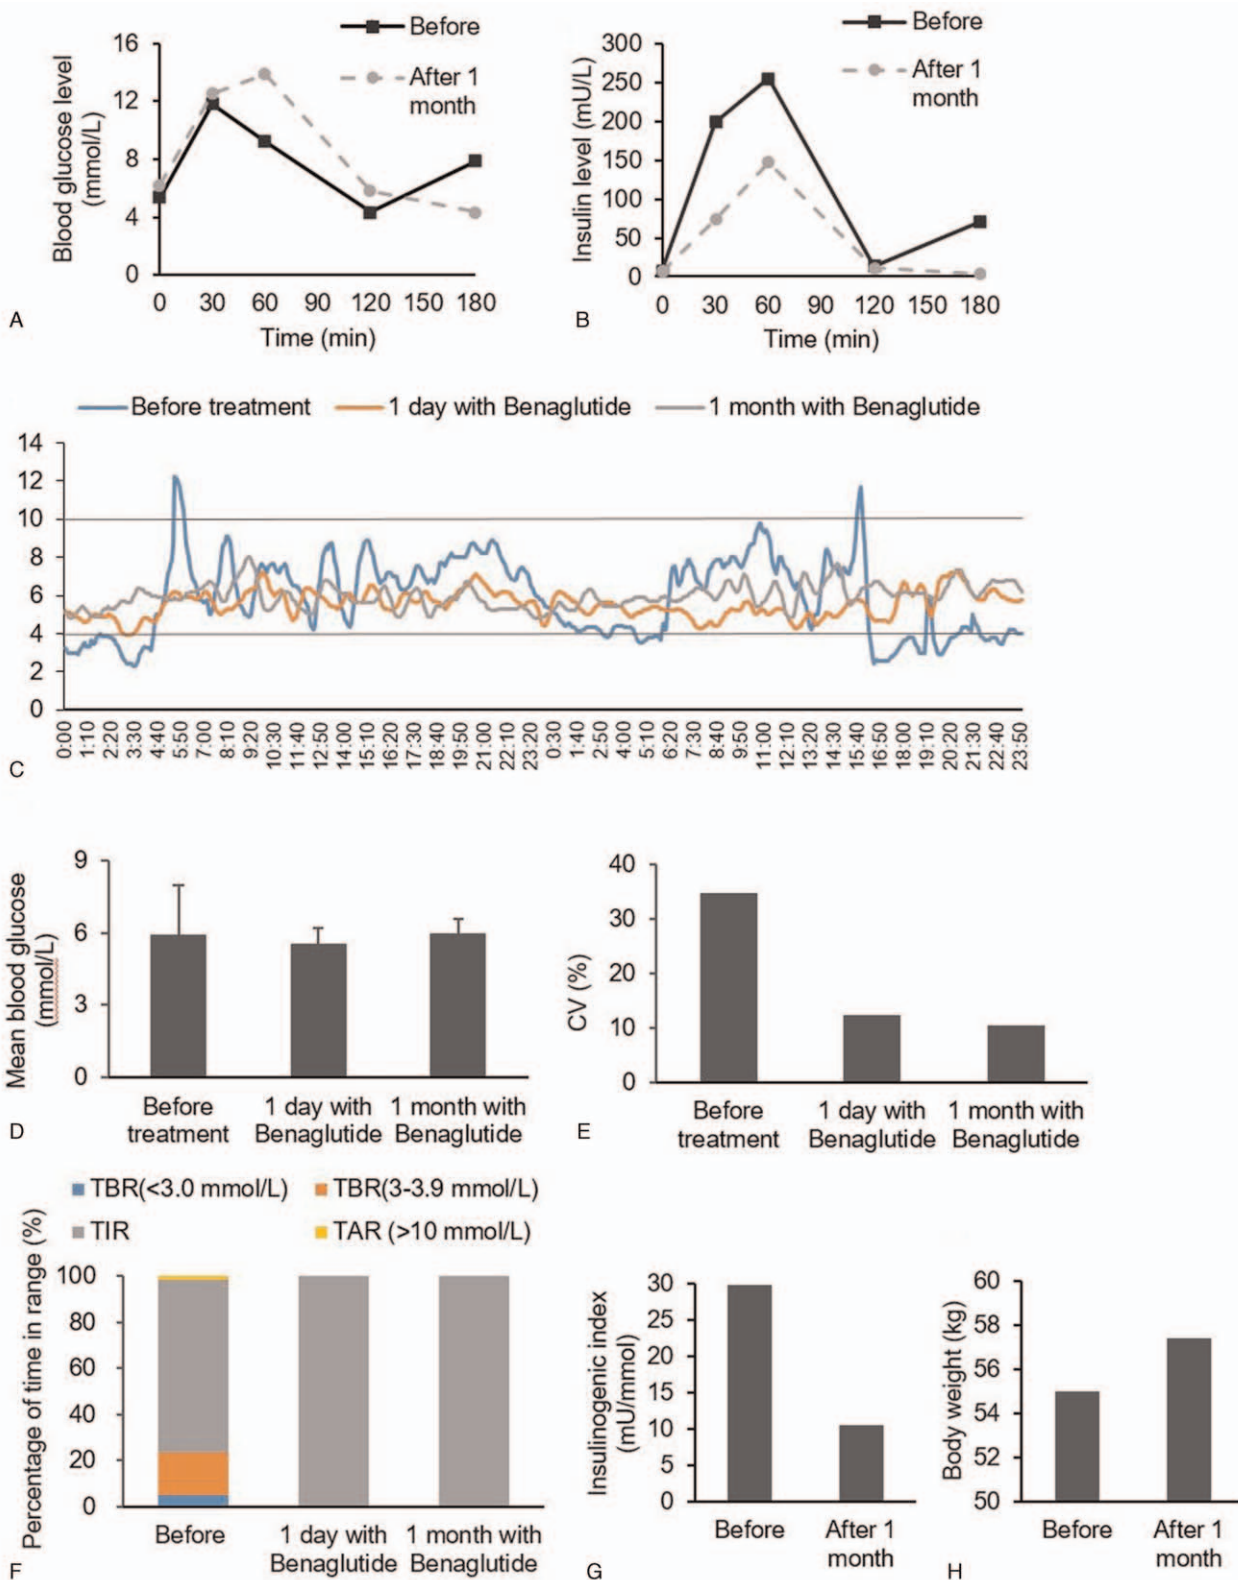 Before
After 1
month
Blood glucose level
(mmol/L)
16
12
8
4
0
0 30 60 90 120 150 180
Time (min)
A
Before
After 1
month
Insulin level (mU/L)
300
250
200
150
100
50
0
0 30 60 90 120 150 180
Time (min)
B
Before treatment 1 day with Benaglutide 1 month with Benaglutide
14
12
10
8
6
4
2
0
0:00 1:10 2:20 3:30 4:40 5:50 7:00 8:10 9:20 10:30 11:40 12:50 14:00 15:10 16:20 17:30 18:40 19:50 21:00 22:10 23:20 0:30 1:40 2:50 4:00 5:10 6:20 7:30 8:40 9:50 11:00 12:10 13:20 14:30 15:40 16:50 18:00 19:10 20:20 21:30 22:40 23:50
C
Mean blood glucose
(mmol/L)
9
6
3
0
Before
treatment
1 day with
Benaglutide
1 month with
Benaglutide
D
CV (%)
40
30
20
10
0
Before
treatment
1 day with
Benaglutide
1 month with
Benaglutide
E
TBR(<3.0 mmol/L) TBR(3-3.9 mmol/L)
TIR TAR (>10 mmol/L)
Percentage of time in range (%)
100
80
60
40
20
0
Before
1 day with
Benaglutide
1 month with
Benaglutide
F
Insulinogenic index
(mU/mmol)
30
25
20
15
10
5
0
Before
After 1
month
G
Body weight (kg)
60
58
56
54
52
50
Before
After 1
month
H